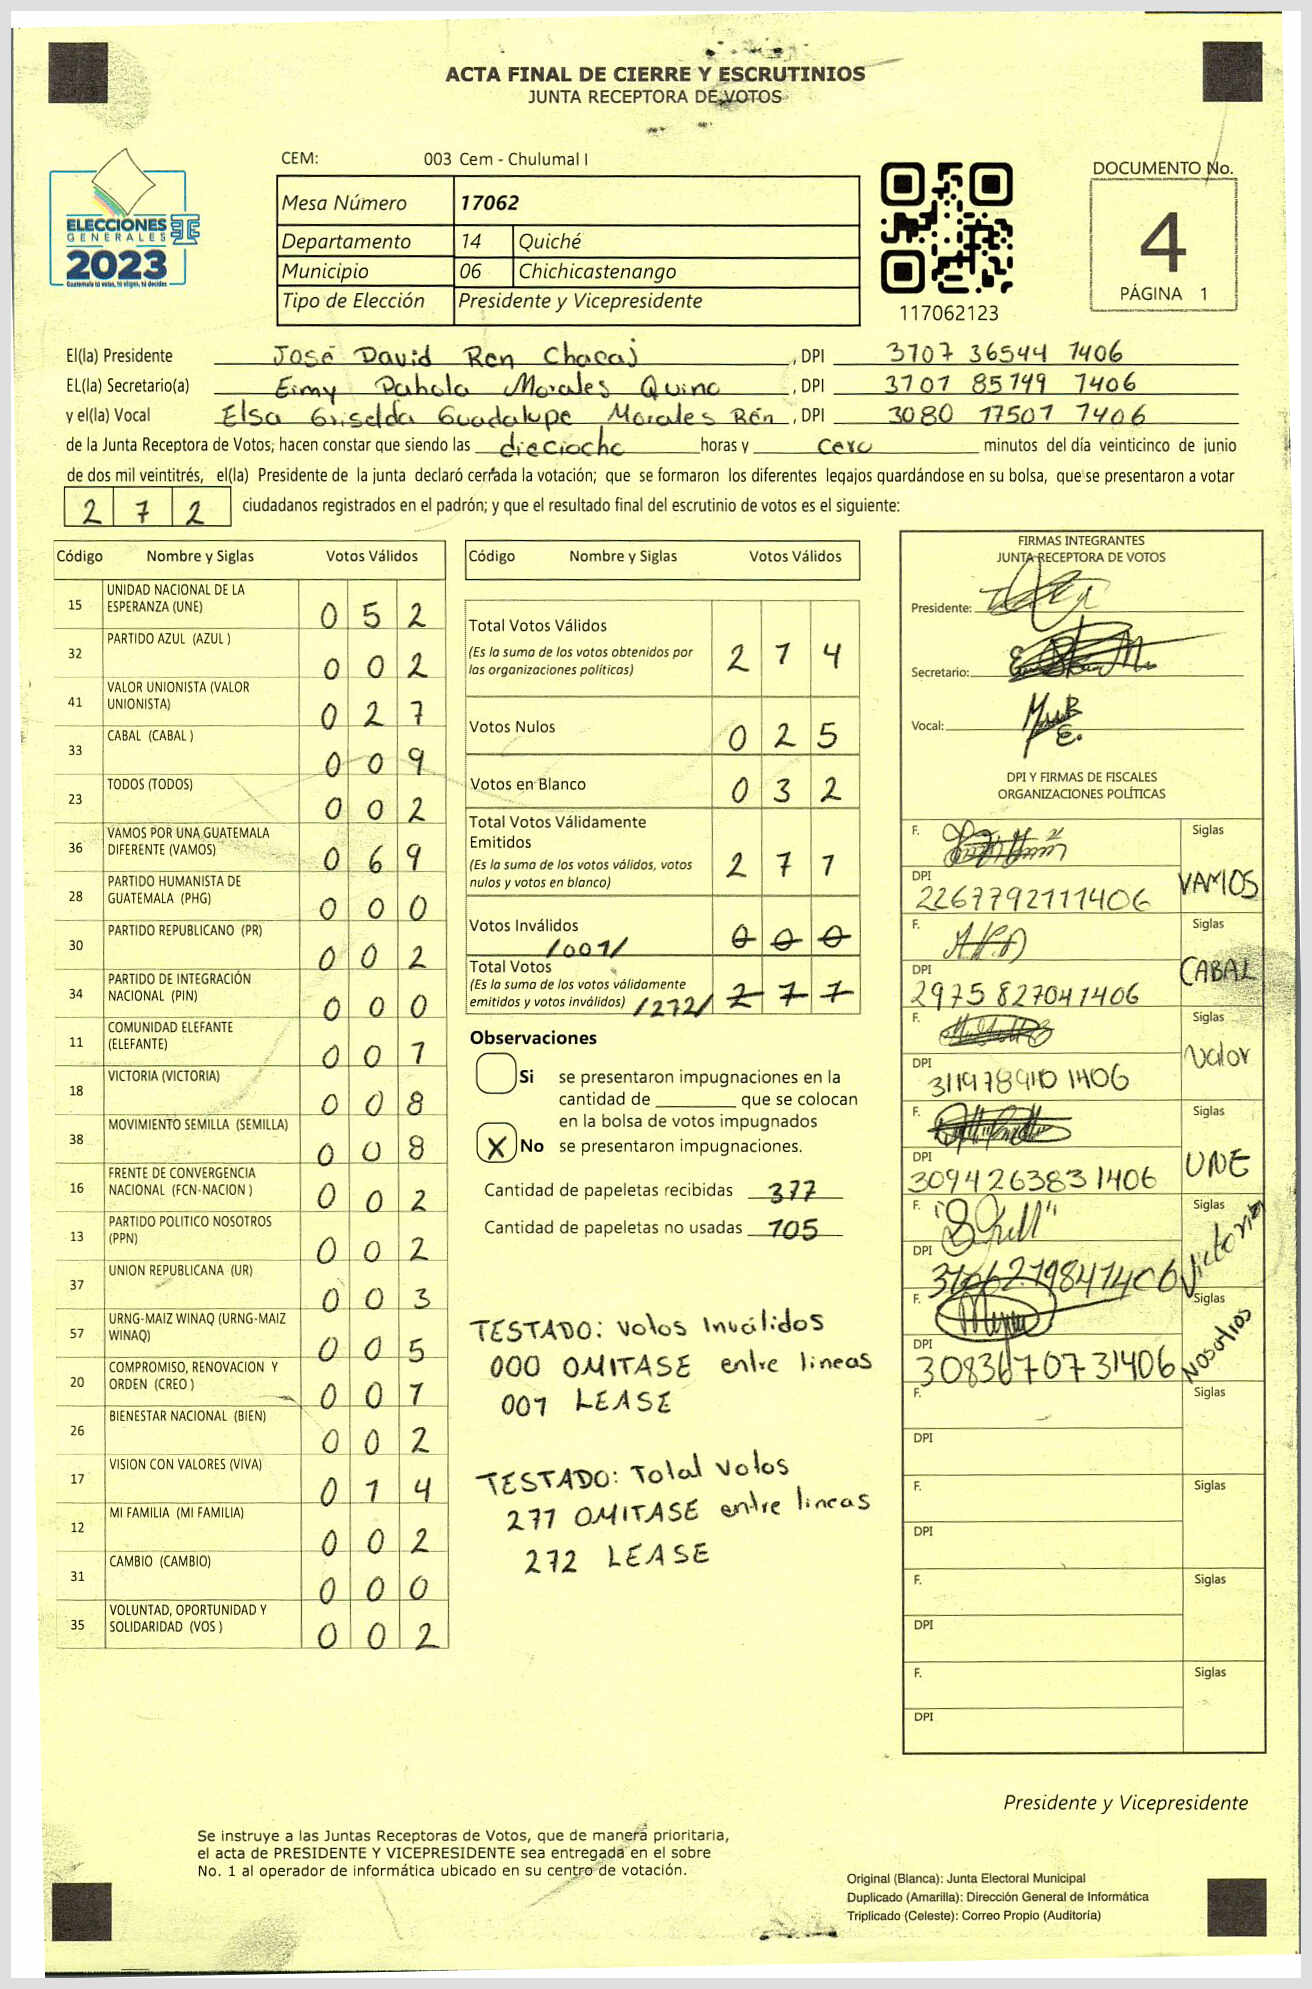 ACTA FINAL DE CIERRE Y ESCRUTINIOS
JUNTA RECEPTORA DE VOTOS
CEM: 003 Cem - Chulumal I
ELECCIONES
GENERALES
2023
Guatemala tú votas, tú eliges, tú decides
TSE
Mesa Número 17062
Departamento 14 Quiché
Municipio 06 Chichicastenango
Tipo de Elección Presidente y Vicepresidente
117062123
DOCUMENTO No.
4
PÁGINA 1
El(la) Presidente José David Ren Chacaj, DPI 3101 36544 1406
EL(la) Secretario(a) Eimy Pahola Morales Quino, DPI 3101 85149 1406
y el(la) Vocal Elsa Griselda Guadalupe Morales Rén, DPI 3080 11501 1406
de la Junta Receptora de Votos, hacen constar que siendo las dieciocho horas y cero minutos del día veinticinco de junio
de dos mil veintitrés, el(la) Presidente de la junta declaró cerrada la votación; que se formaron los diferentes legajos guardándose en su bolsa, que se presentaron a votar
2 7 2 ciudadanos registrados en el padrón; y que el resultado final del escrutinio de votos es el siguiente:
Código Nombre y Siglas Votos Válidos
15 UNIDAD NACIONAL DE LA ESPERANZA (UNE) 0 5 2
32 PARTIDO AZUL (AZUL ) 0 0 2
41 VALOR UNIONISTA (VALOR UNIONISTA) 0 2 7
33 CABAL (CABAL ) 0 0 9
23 TODOS (TODOS) 0 0 2
36 VAMOS POR UNA GUATEMALA DIFERENTE (VAMOS) 0 6 9
28 PARTIDO HUMANISTA DE GUATEMALA (PHG) 0 0 0
30 PARTIDO REPUBLICANO (PR) 0 0 2
34 PARTIDO DE INTEGRACIÓN NACIONAL (PIN) 0 0 0
11 COMUNIDAD ELEFANTE (ELEFANTE) 0 0 1
18 VICTORIA (VICTORIA) 0 0 8
38 MOVIMIENTO SEMILLA (SEMILLA) 0 0 8
16 FRENTE DE CONVERGENCIA NACIONAL (FCN-NACION ) 0 0 2
13 PARTIDO POLITICO NOSOTROS (PPN) 0 0 2
37 UNION REPUBLICANA (UR) 0 0 3
57 URNG-MAIZ WINAQ (URNG-MAIZ WINAQ) 0 0 5
20 COMPROMISO, RENOVACION Y ORDEN (CREO ) 0 0 1
26 BIENESTAR NACIONAL (BIEN) 0 0 2
17 VISION CON VALORES (VIVA) 0 1 4
12 MI FAMILIA (MI FAMILIA) 0 0 2
31 CAMBIO (CAMBIO) 0 0 0
35 VOLUNTAD, OPORTUNIDAD Y SOLIDARIDAD (VOS ) 0 0 2
Código Nombre y Siglas Votos Válidos
Total Votos Válidos 2 1 4
(Es la suma de los votos obtenidos por
las organizaciones políticas)
Votos Nulos 0 2 5
Votos en Blanco 0 3 2
Total Votos Válidamente
Emitidos 2 7 1
(Es la suma de los votos válidos, votos
nulos y votos en blanco)
Votos Inválidos /001/ 0 0 0
Total Votos
(Es la suma de los votos válidamente
emitidos y votos inválidos) /272/ 2 7 7
Observaciones
Si se presentaron impugnaciones en la
cantidad de ________ que se colocan
en la bolsa de votos impugnados
X No se presentaron impugnaciones.
Cantidad de papeletas recibidas 377
Cantidad de papeletas no usadas 105
TESTADO: Votos Inválidos
000 OMITASE entre lineas
001 LEASE
TESTADO: Total Votos
277 OMITASE entre lineas
272 LEASE
FIRMAS INTEGRANTES
JUNTA RECEPTORA DE VOTOS
Presidente:
Secretario:
Vocal:
DPI Y FIRMAS DE FISCALES
ORGANIZACIONES POLÍTICAS
F. Siglas
DPI VAMOS
2267792111406
F. Siglas
DPI CABAL
2975 827041406
F. Siglas
DPI Valor
3119789101406
F. Siglas
DPI UNE
3094263831406
F. Siglas
DPI Victoria
3106279841406
F. Siglas
DPI Nosotros
3083670731406
F. Siglas
DPI
F. Siglas
DPI
F. Siglas
DPI
F. Siglas
DPI
Presidente y Vicepresidente
Se instruye a las Juntas Receptoras de Votos, que de manera prioritaria,
el acta de PRESIDENTE Y VICEPRESIDENTE sea entregada en el sobre
No. 1 al operador de informática ubicado en su centro de votación.
Original (Blanca): Junta Electoral Municipal
Duplicado (Amarilla): Dirección General de Informática
Triplicado (Celeste): Correo Propio (Auditoría)